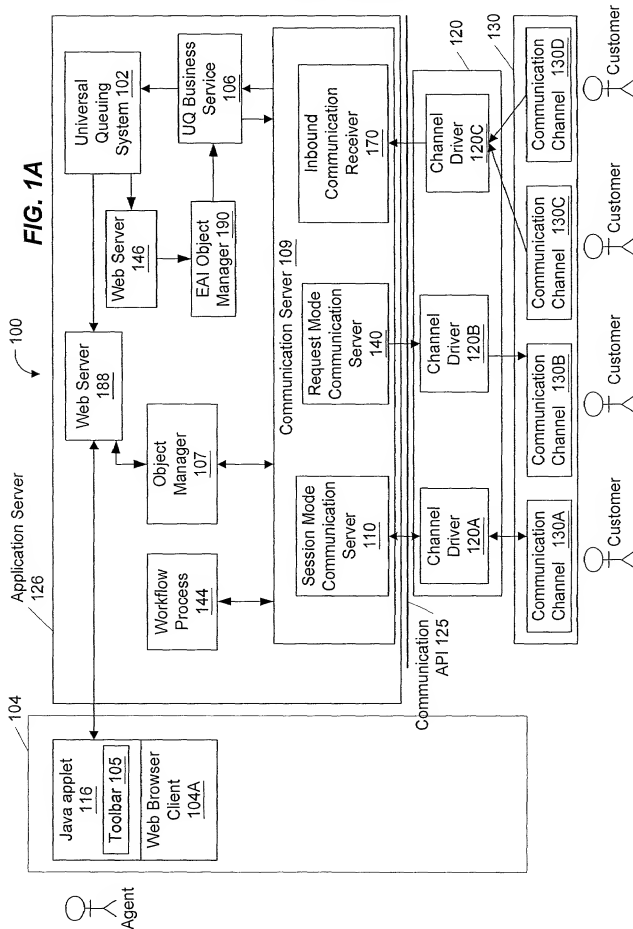 FIG. 1A
100
Application Server
126
104
Java applet
116
Toolbar 105
Web Browser
Client
104A
Agent
Web Server
188
Universal
Queuing
System 102
Web Server
146
UQ Business
Service
106
EAI Object
Manager 190
Object
Manager
107
Workflow
Process
144
Communication Server 109
Session Mode
Communication
Server
110
Request Mode
Communication
Server
140
Inbound
Communication
Receiver
170
Communication
API 125
120
Channel
Driver
120A
Channel
Driver
120B
Channel
Driver
120C
130
Communication
Channel 130A
Communication
Channel 130B
Communication
Channel 130C
Communication
Channel 130D
Customer
Customer
Customer
Customer